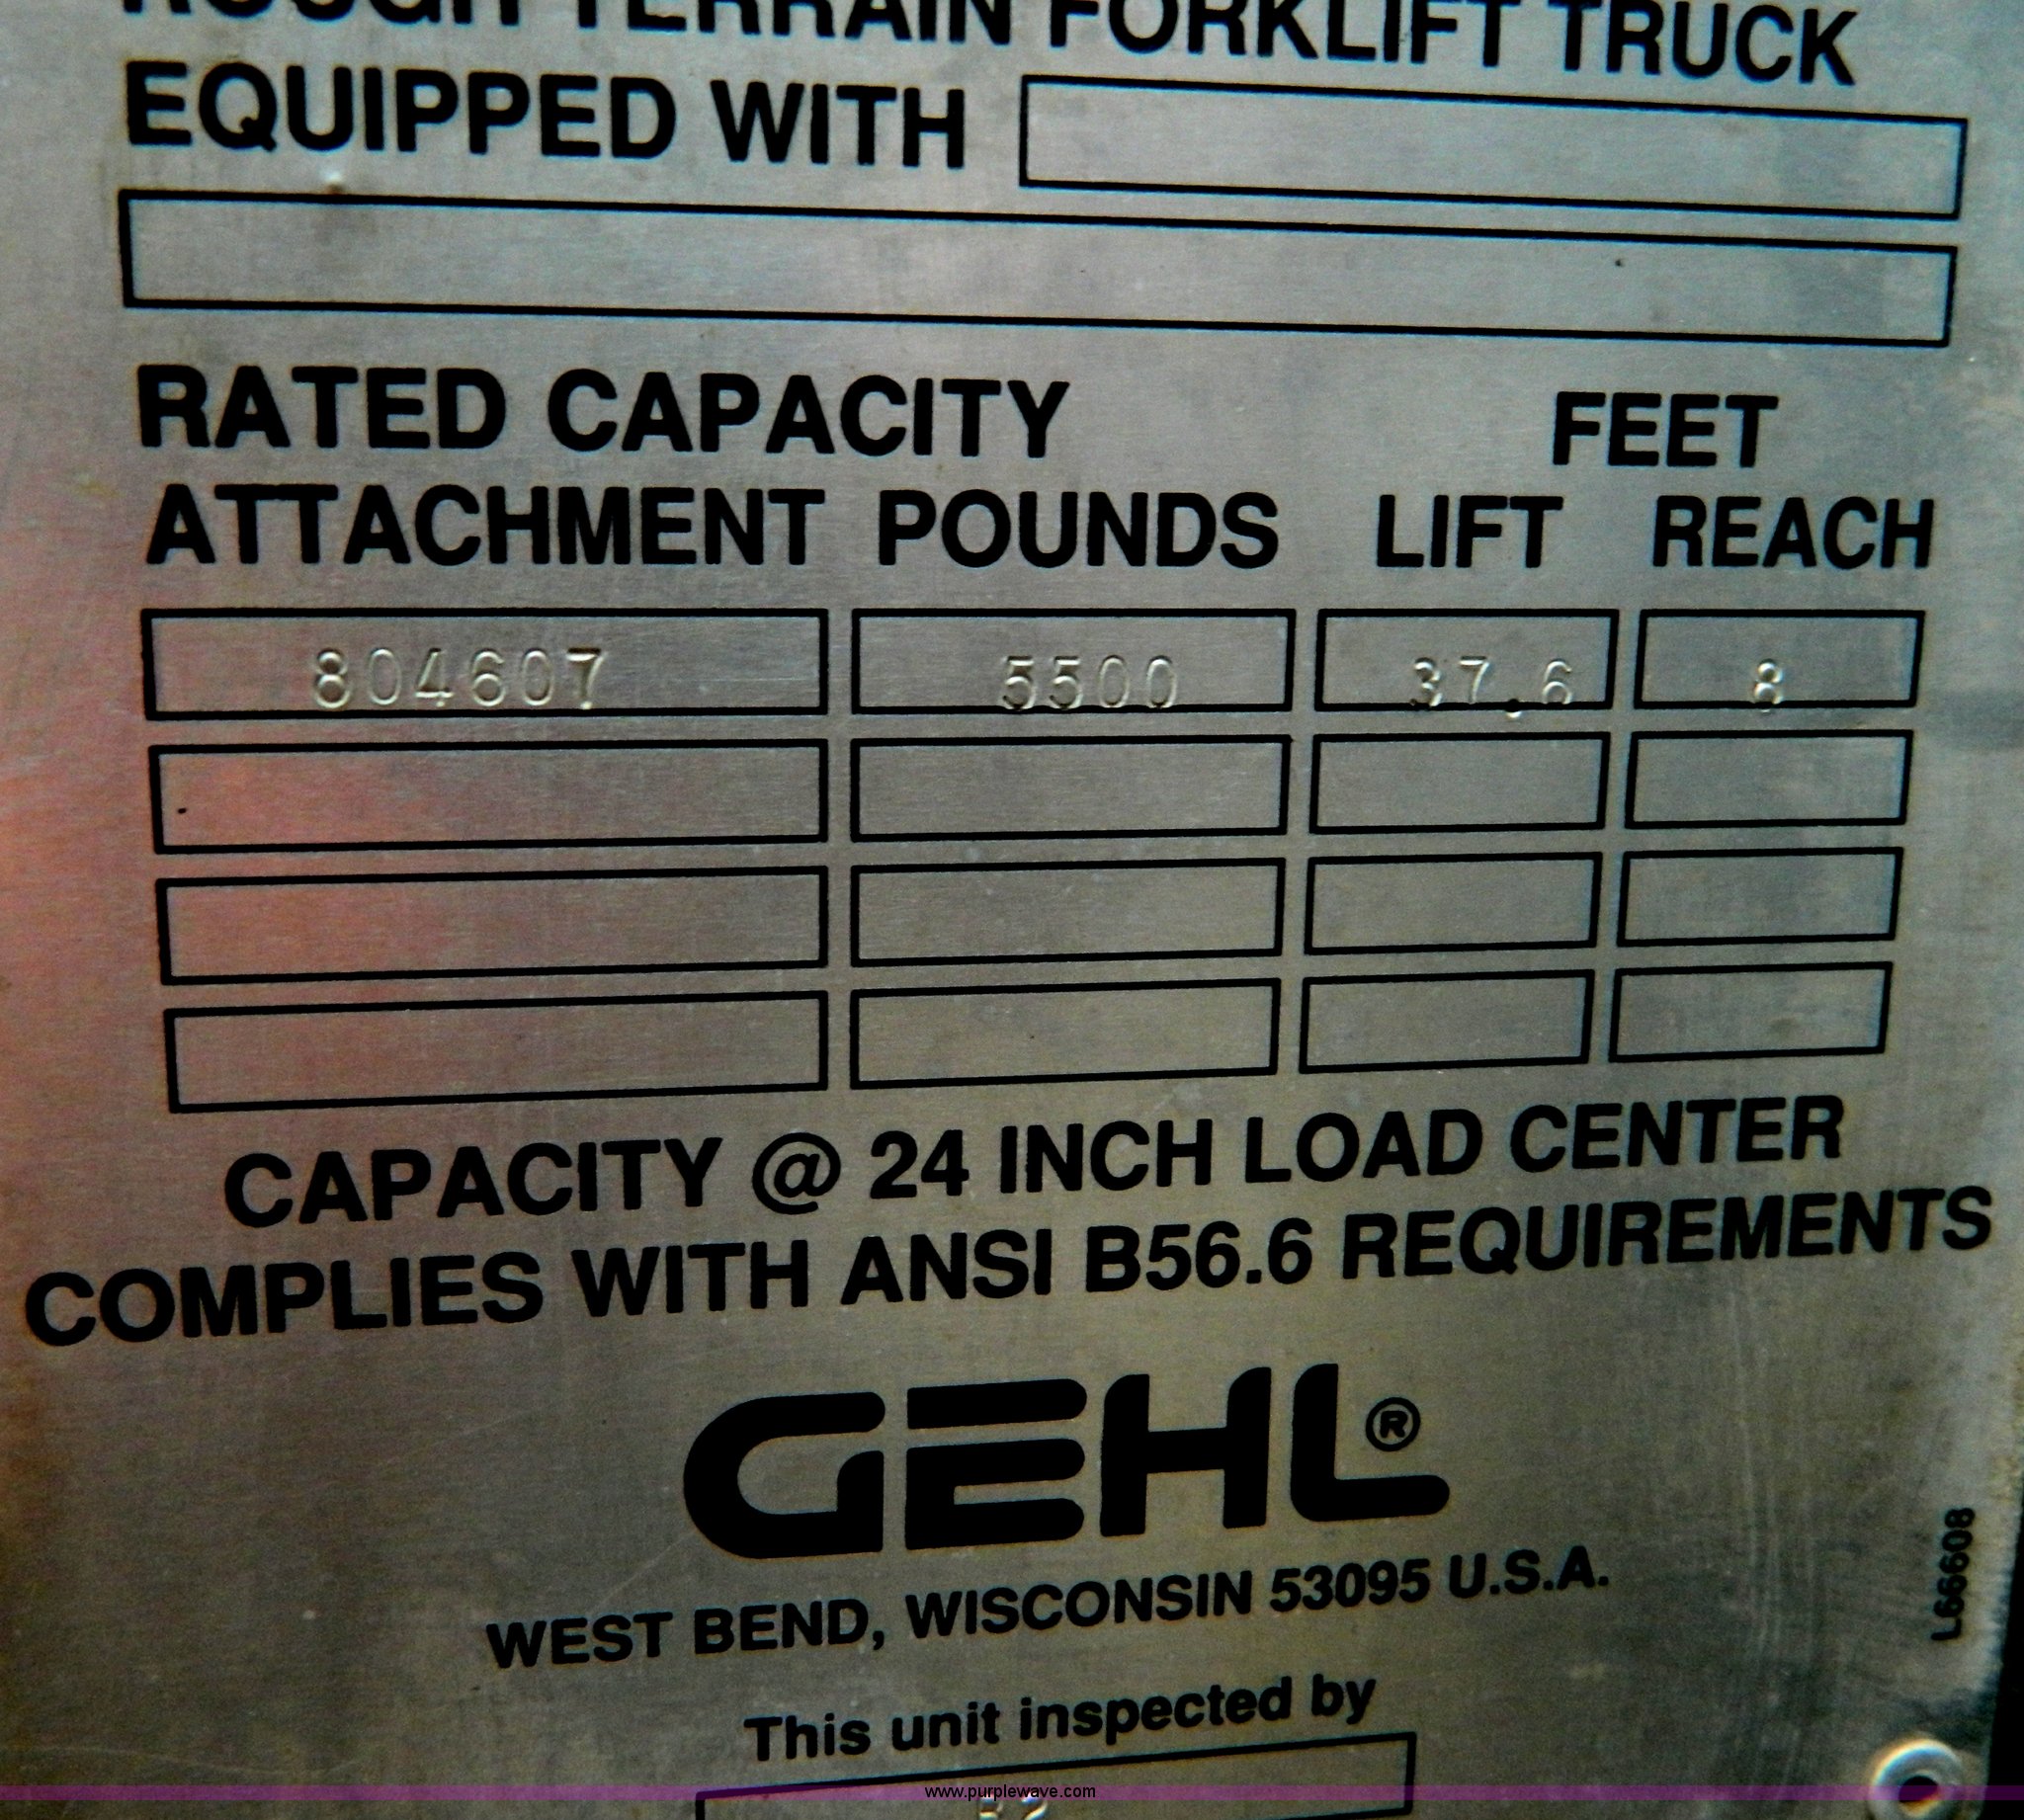 ROUGH TERRAIN FORKLIFT TRUCK
EQUIPPED WITH
RATED CAPACITY FEET
ATTACHMENT POUNDS LIFT REACH
804607 5500 37.6 8
CAPACITY @ 24 INCH LOAD CENTER
COMPLIES WITH ANSI B56.6 REQUIREMENTS
GEHL®
WEST BEND, WISCONSIN 53095 U.S.A.
L66608
This unit inspected by
www.purplewave.com